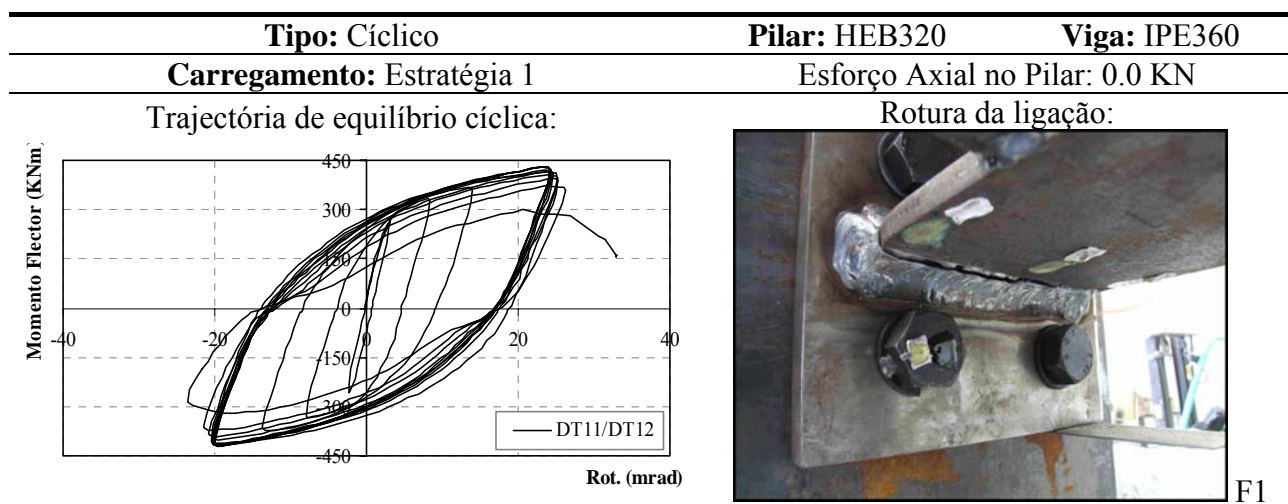 Tipo: Cíclico Pilar: HEB320 Viga: IPE360
Carregamento: Estratégia 1 Esforço Axial no Pilar: 0.0 KN
Trajectória de equilíbrio cíclica: Rotura da ligação:
Momento Flector (KNm)
450
300
150
0
-40 -20 0 20 40
-150
-300
-450
DT11/DT12
Rot. (mrad)
F1